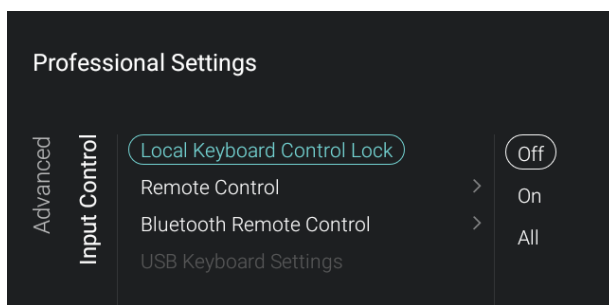 Professional Settings
Advanced
Input Control
Local Keyboard Control Lock
Remote Control
Bluetooth Remote Control
USB Keyboard Settings
Off
On
All